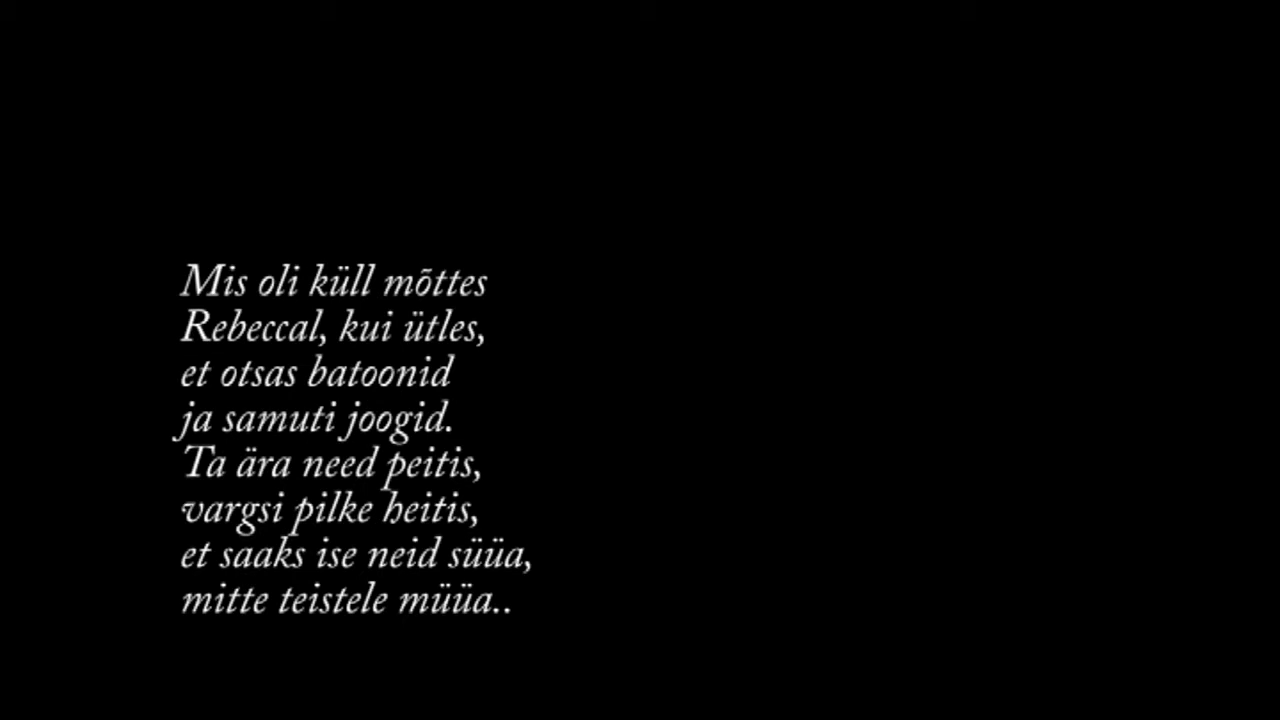 Mis oli küll mõttes
Rebeccal, kui ütles,
et otsas batoonid
ja samuti joogid.
Ta ära need peitis,
vargsi pilke heitis,
et saaks ise neid süüa,
mitte teistele müüa..